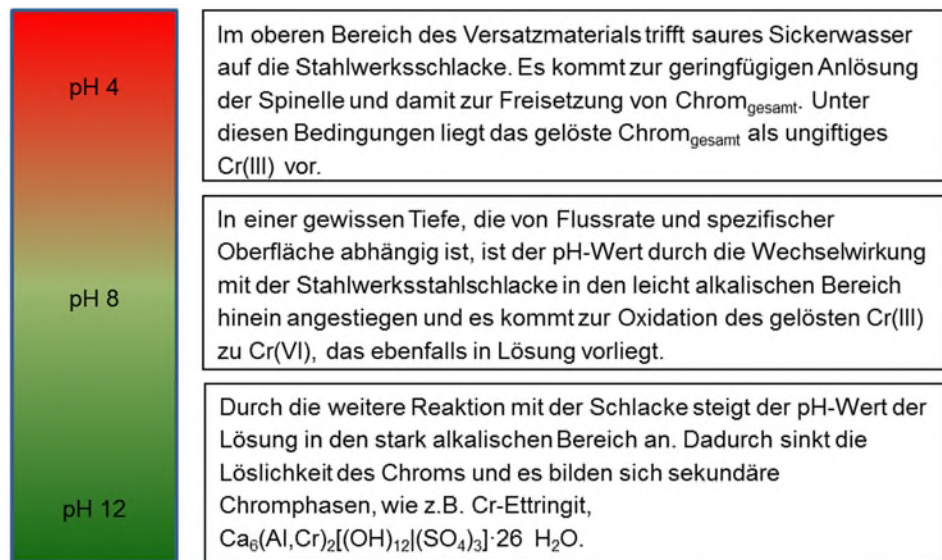 pH 4
Im oberen Bereich des Versatzmaterials trifft saures Sickerwasser
auf die Stahlwerksschlacke. Es kommt zur geringfügigen Anlösung
der Spinelle und damit zur Freisetzung von Chrom_gesamt. Unter
diesen Bedingungen liegt das gelöste Chrom_gesamt als ungiftiges
Cr(III) vor.
pH 8
In einer gewissen Tiefe, die von Flussrate und spezifischer
Oberfläche abhängig ist, ist der pH-Wert durch die Wechselwirkung
mit der Stahlwerksstahlschlacke in den leicht alkalischen Bereich
hinein angestiegen und es kommt zur Oxidation des gelösten Cr(III)
zu Cr(VI), das ebenfalls in Lösung vorliegt.
pH 12
Durch die weitere Reaktion mit der Schlacke steigt der pH-Wert der
Lösung in den stark alkalischen Bereich an. Dadurch sinkt die
Löslichkeit des Chroms und es bilden sich sekundäre
Chromphasen, wie z.B. Cr-Ettringit,
Ca₆(Al,Cr)₂[(OH)₁₂|(SO₄)₃]·26 H₂O.